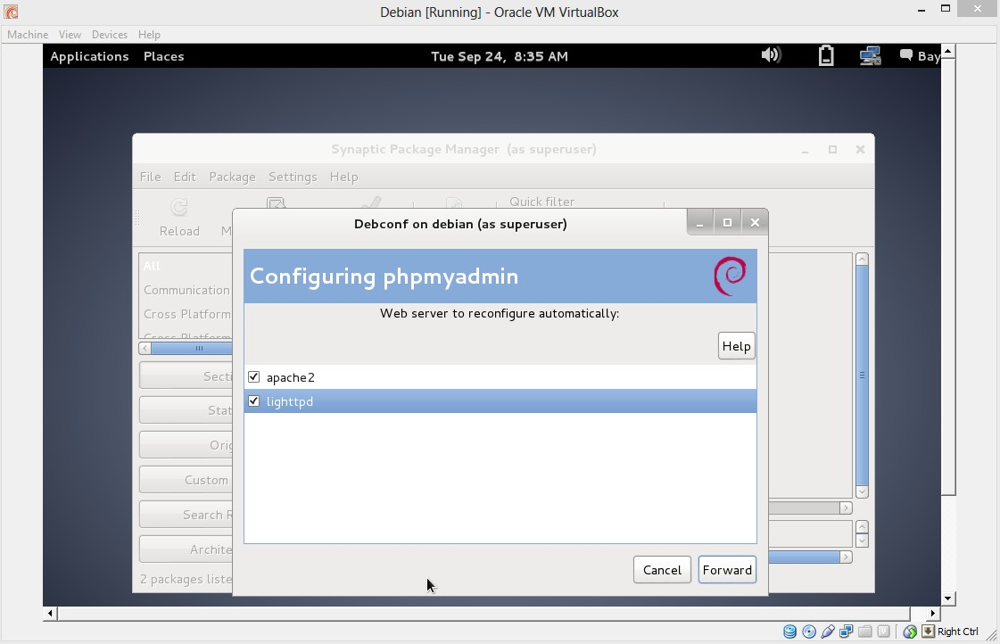 Debian [Running] - Oracle VM VirtualBox
Machine View Devices Help
Applications Places Tue Sep 24, 8:35 AM Bay
Synaptic Package Manager (as superuser)
File Edit Package Settings Help
Quick filter
Reload M
Debconf on debian (as superuser)
All
Communication
Cross Platform
Cross Platform
Configuring phpmyadmin
Web server to reconfigure automatically:
Help
apache2
lighttpd
Secti
Stat
Orig
Custom
Search R
Archite
Cancel Forward
2 packages liste
Right Ctrl